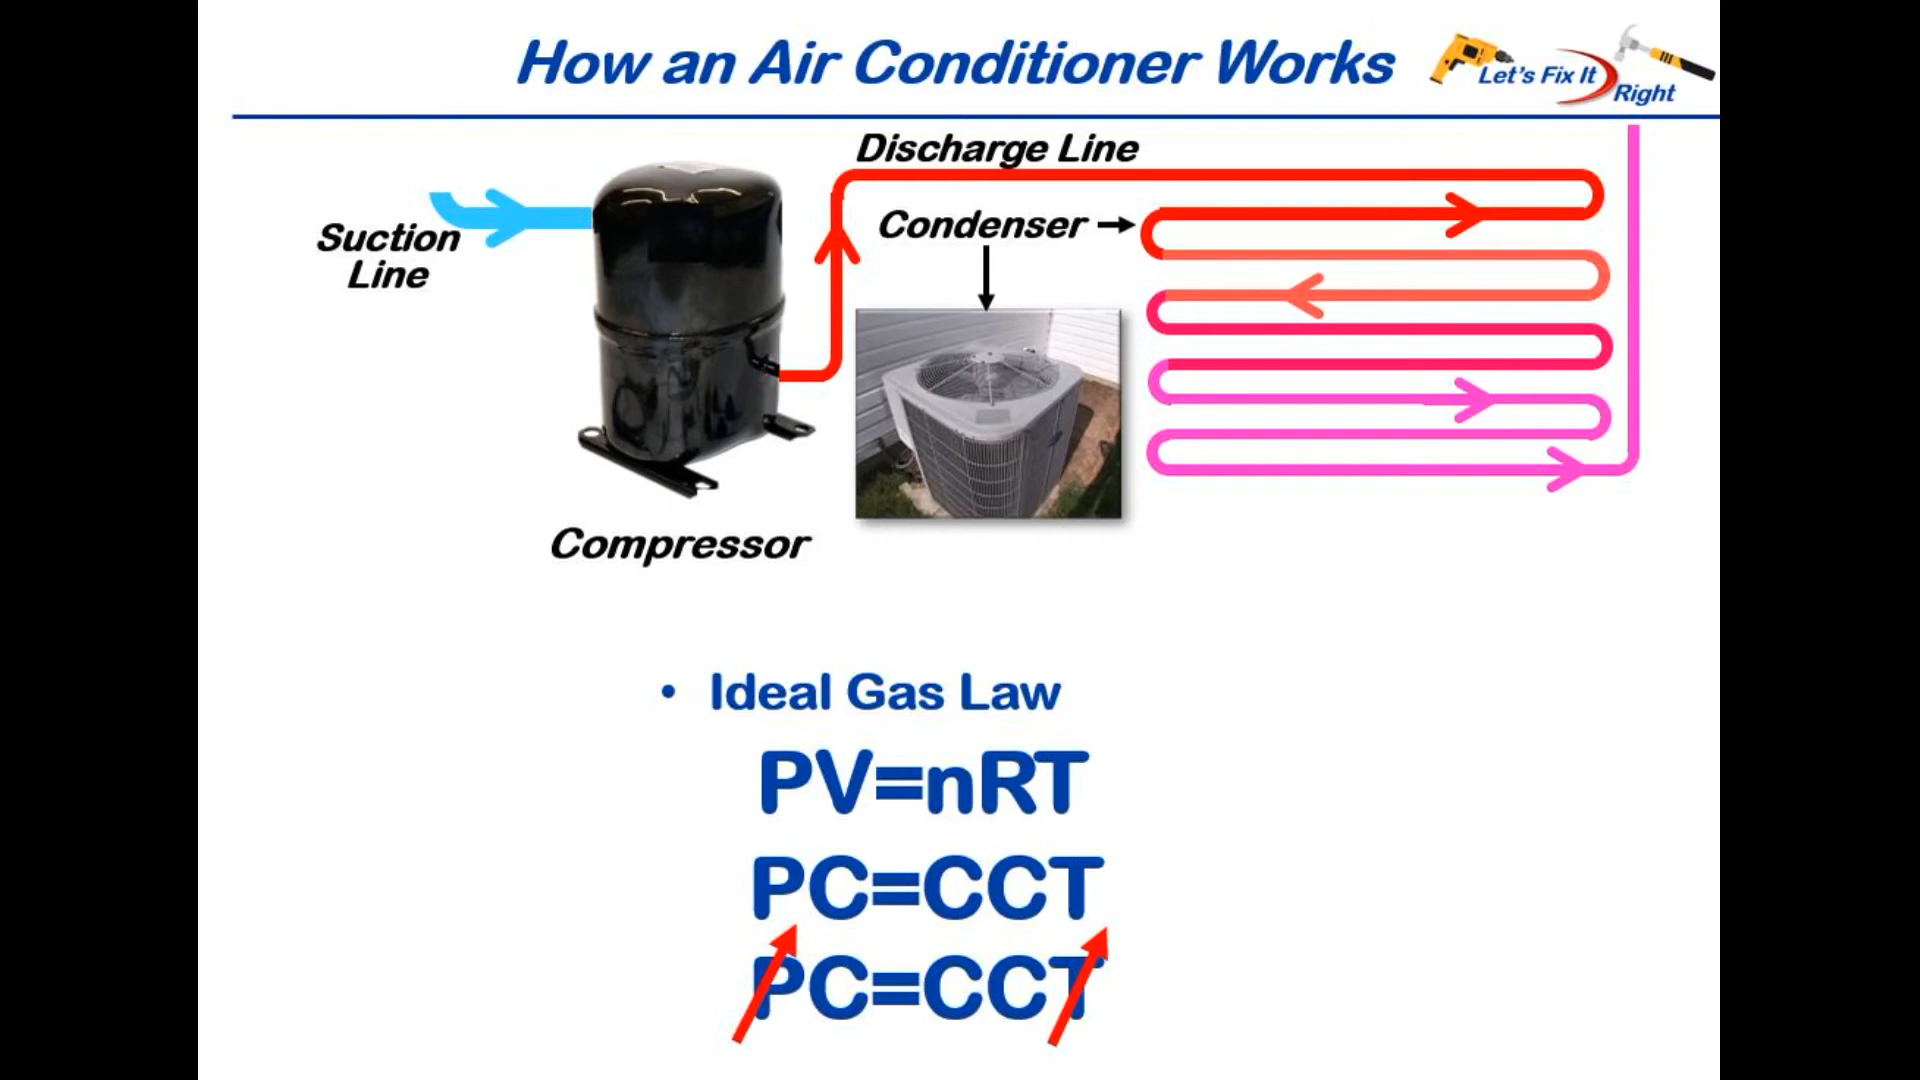 How an Air Conditioner Works
Let's Fix It
Right
Discharge Line
Condenser
Suction
Line
Compressor
• Ideal Gas Law
PV=nRT
PC=CCT
PC=CCT